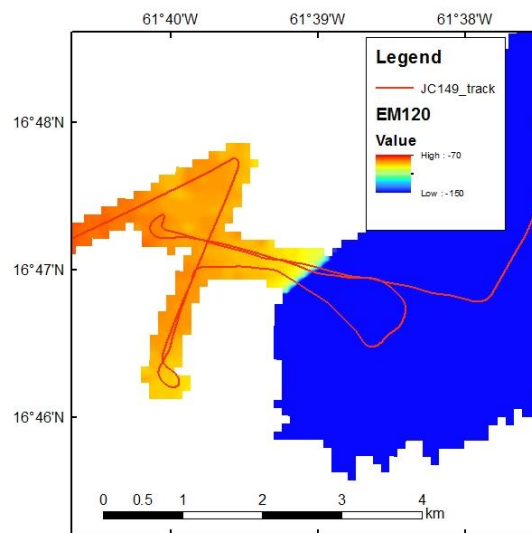 61°40'W 61°39'W 61°38'W
Legend
JC149_track
EM120
Value
High : -70
Low : -150
16°48'N
16°47'N
16°46'N
0 0.5 1 2 3 4
km